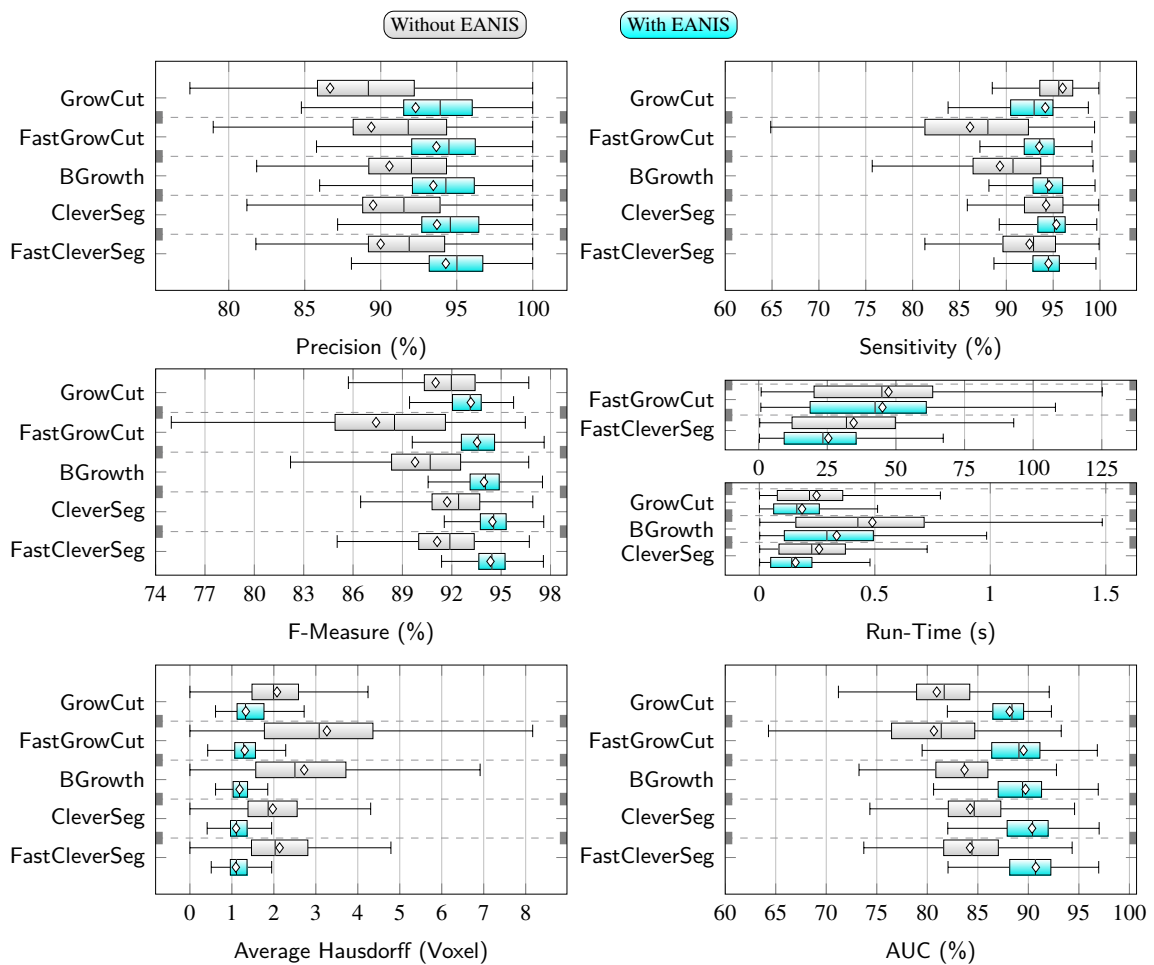 Without EANIS With EANIS
GrowCut
FastGrowCut
BGrowth
CleverSeg
FastCleverSeg
80 85 90 95 100
Precision (%)
GrowCut
FastGrowCut
BGrowth
CleverSeg
FastCleverSeg
60 65 70 75 80 85 90 95 100
Sensitivity (%)
GrowCut
FastGrowCut
BGrowth
CleverSeg
FastCleverSeg
74 77 80 83 86 89 92 95 98
F-Measure (%)
FastGrowCut
FastCleverSeg
0 25 50 75 100 125
GrowCut
BGrowth
CleverSeg
0 0.5 1 1.5
Run-Time (s)
GrowCut
FastGrowCut
BGrowth
CleverSeg
FastCleverSeg
0 1 2 3 4 5 6 7 8
Average Hausdorff (Voxel)
GrowCut
FastGrowCut
BGrowth
CleverSeg
FastCleverSeg
60 65 70 75 80 85 90 95 100
AUC (%)